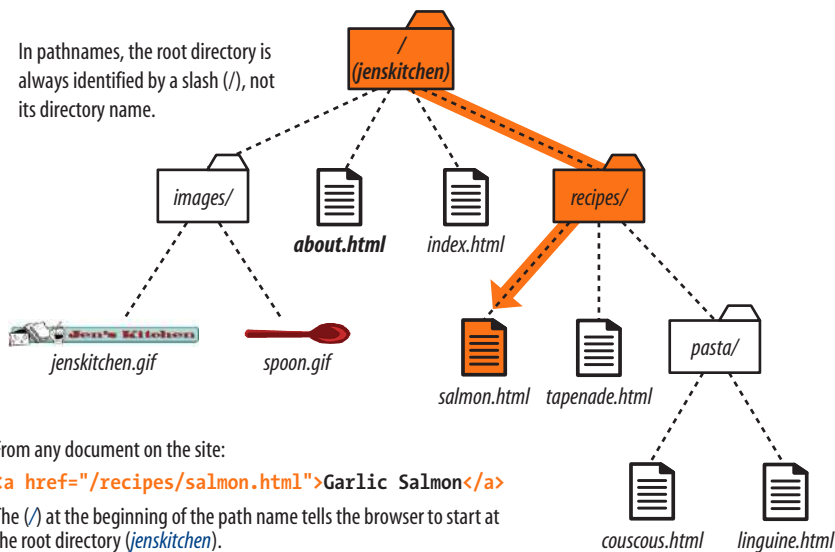 In pathnames, the root directory is
always identified by a slash (/), not
its directory name.
/
(jenskitchen)
images/
about.html
index.html
recipes/
Jen's Kitchen
jenskitchen.gif
spoon.gif
salmon.html
tapenade.html
pasta/
couscous.html
linguine.html
rom any document on the site:
a href="/recipes/salmon.html">Garlic Salmon</a>
he (/) at the beginning of the path name tells the browser to start at
he root directory (jenskitchen).